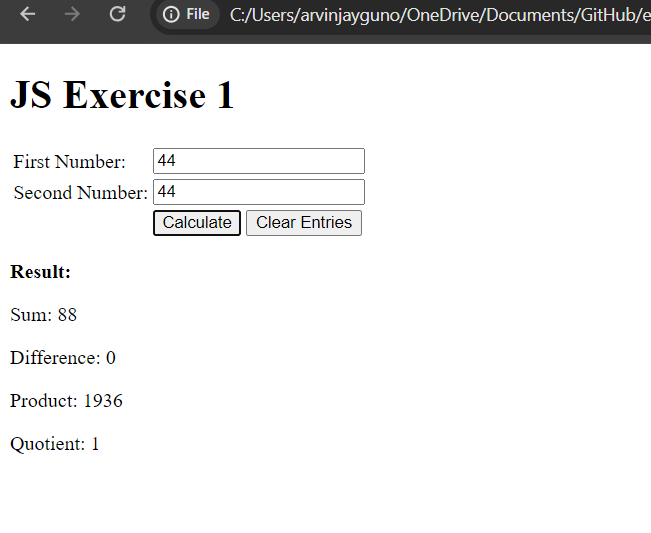 File C:/Users/arvinjayguno/OneDrive/Documents/GitHub/e
JS Exercise 1
First Number: 44
Second Number: 44
Calculate Clear Entries
Result:
Sum: 88
Difference: 0
Product: 1936
Quotient: 1